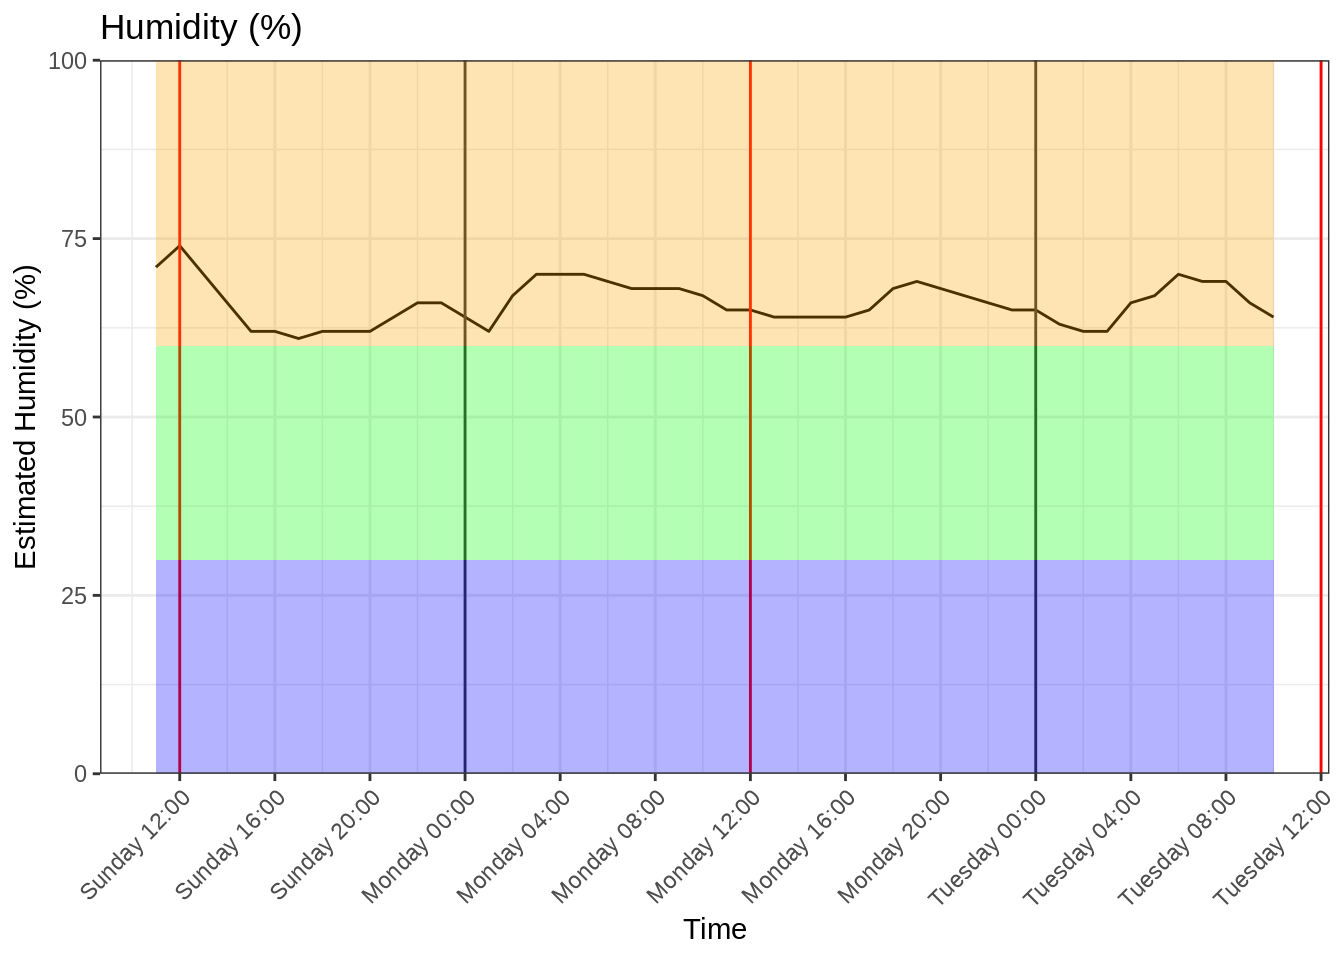 Humidity (%)
100
75
50
25
0
Estimated Humidity (%)
Sunday 12:00
Sunday 16:00
Sunday 20:00
Monday 00:00
Monday 04:00
Monday 08:00
Monday 12:00
Monday 16:00
Monday 20:00
Tuesday 00:00
Tuesday 04:00
Tuesday 08:00
Tuesday 12:00
Time